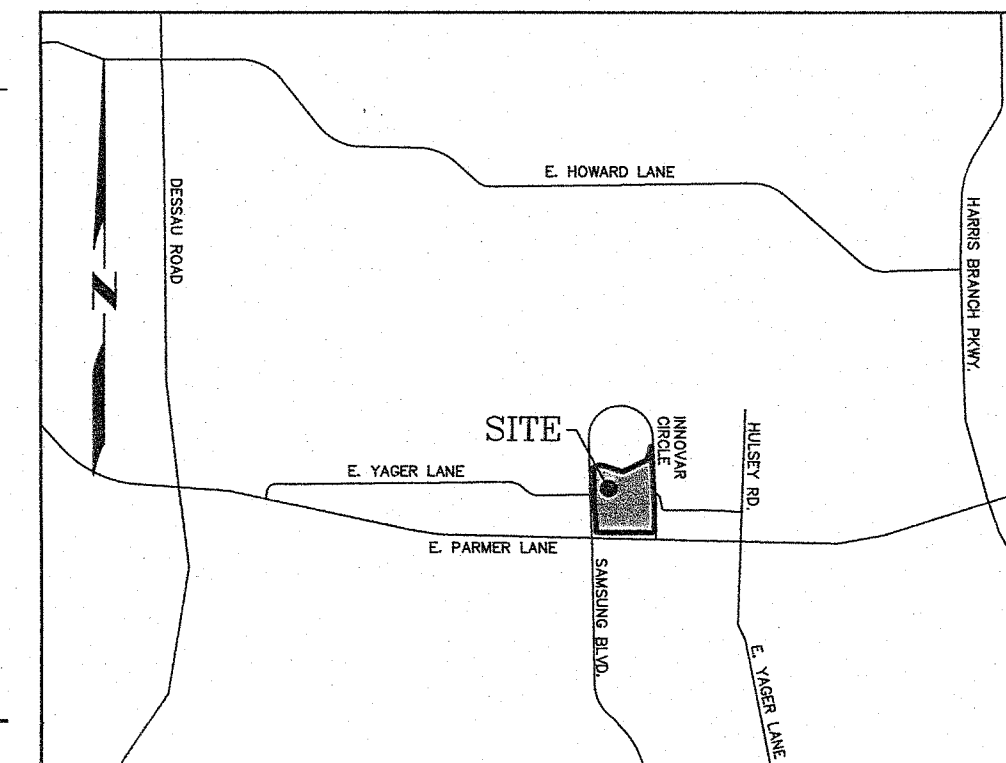 E. HOWARD LANE
DESSAU ROAD
HARRIS BRANCH PKWY.
N
SITE
INNOVAR
CIRCLE
HULSEY RD.
E. YAGER LANE
E. PARMER LANE
SAMSUNG BLVD.
E. YAGER LANE